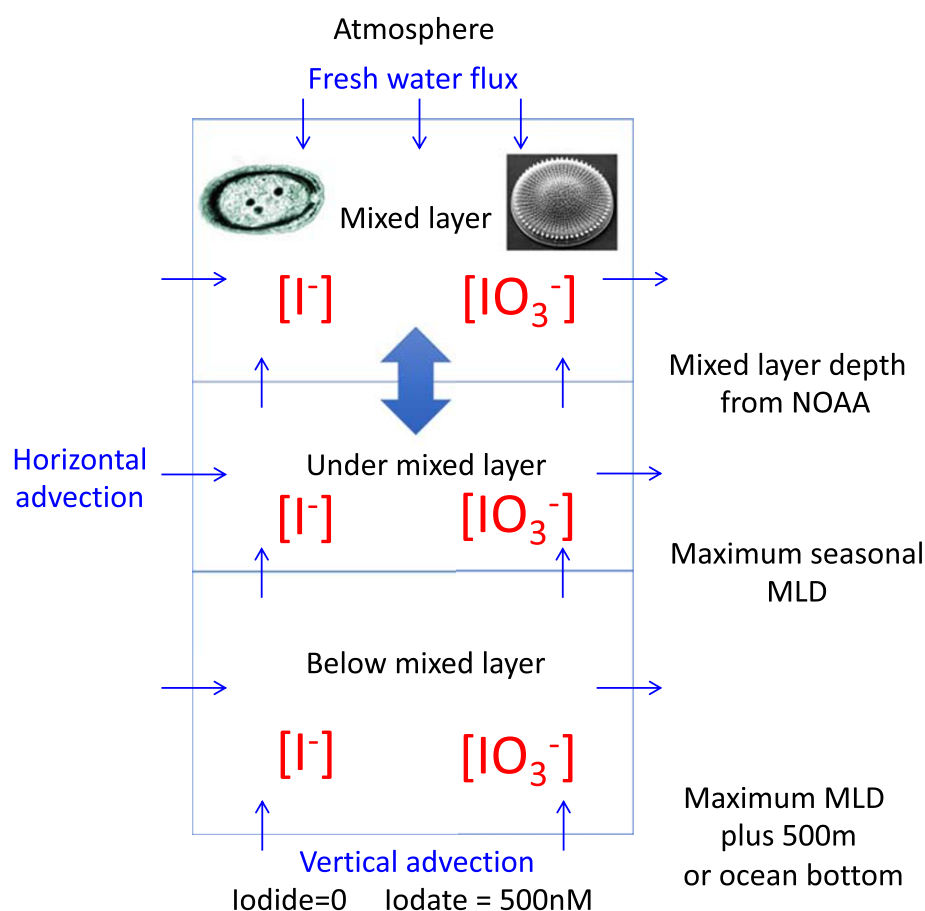 Atmosphere
Fresh water flux
Mixed layer
[I⁻] [IO₃⁻]
Mixed layer depth
from NOAA
Horizontal
advection
Under mixed layer
[I⁻] [IO₃⁻]
Maximum seasonal
MLD
Below mixed layer
[I⁻] [IO₃⁻]
Maximum MLD
plus 500m
or ocean bottom
Vertical advection
Iodide=0 Iodate = 500nM